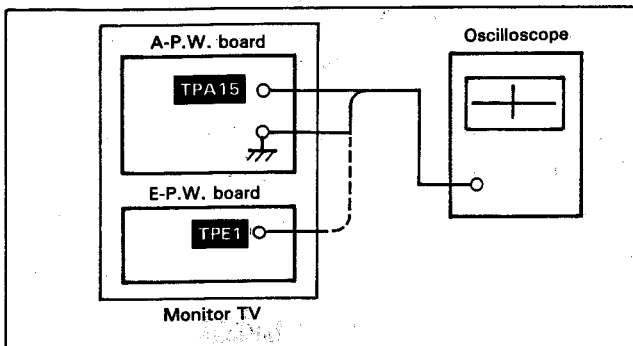 A-P.W. board
Oscilloscope
TPA15
E-P.W. board
TPE1
Monitor TV